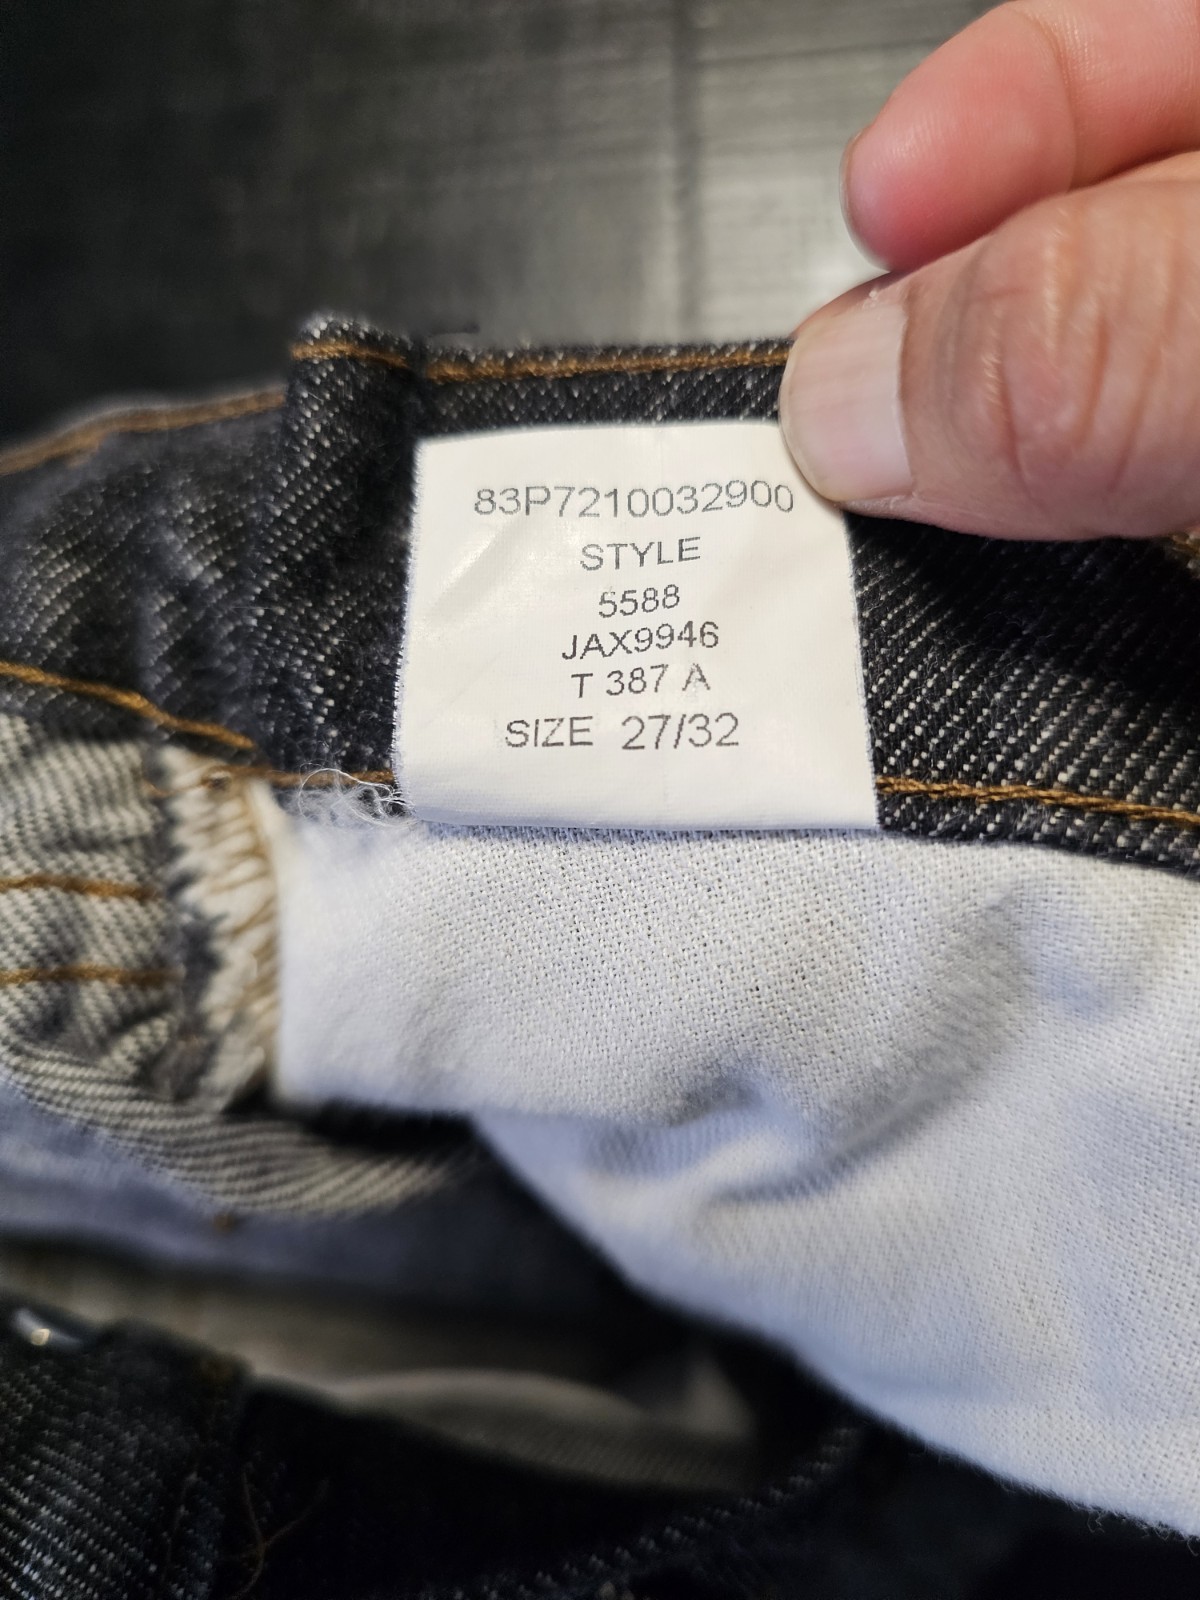 83P7210032900
STYLE
5588
JAX9946
T 387 A
SIZE 27/32